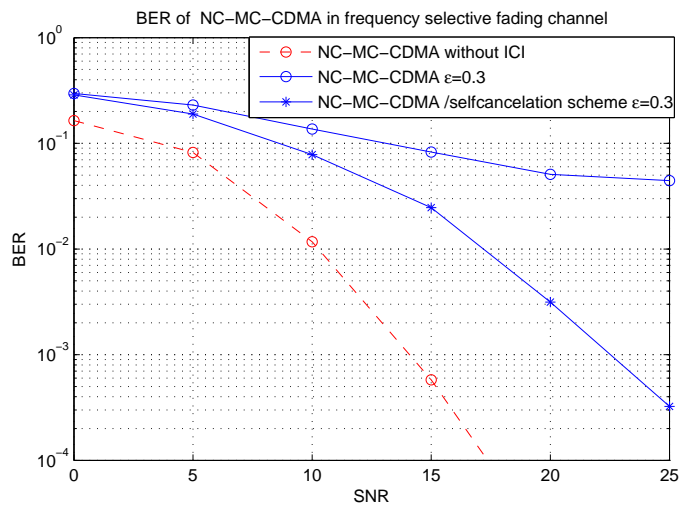 BER of NC−MC−CDMA in frequency selective fading channel
NC−MC−CDMA without ICI
NC−MC−CDMA ε=0.3
NC−MC−CDMA /selfcancelation scheme ε=0.3
10^0
10^−1
10^−2
10^−3
10^−4
BER
0 5 10 15 20 25
SNR